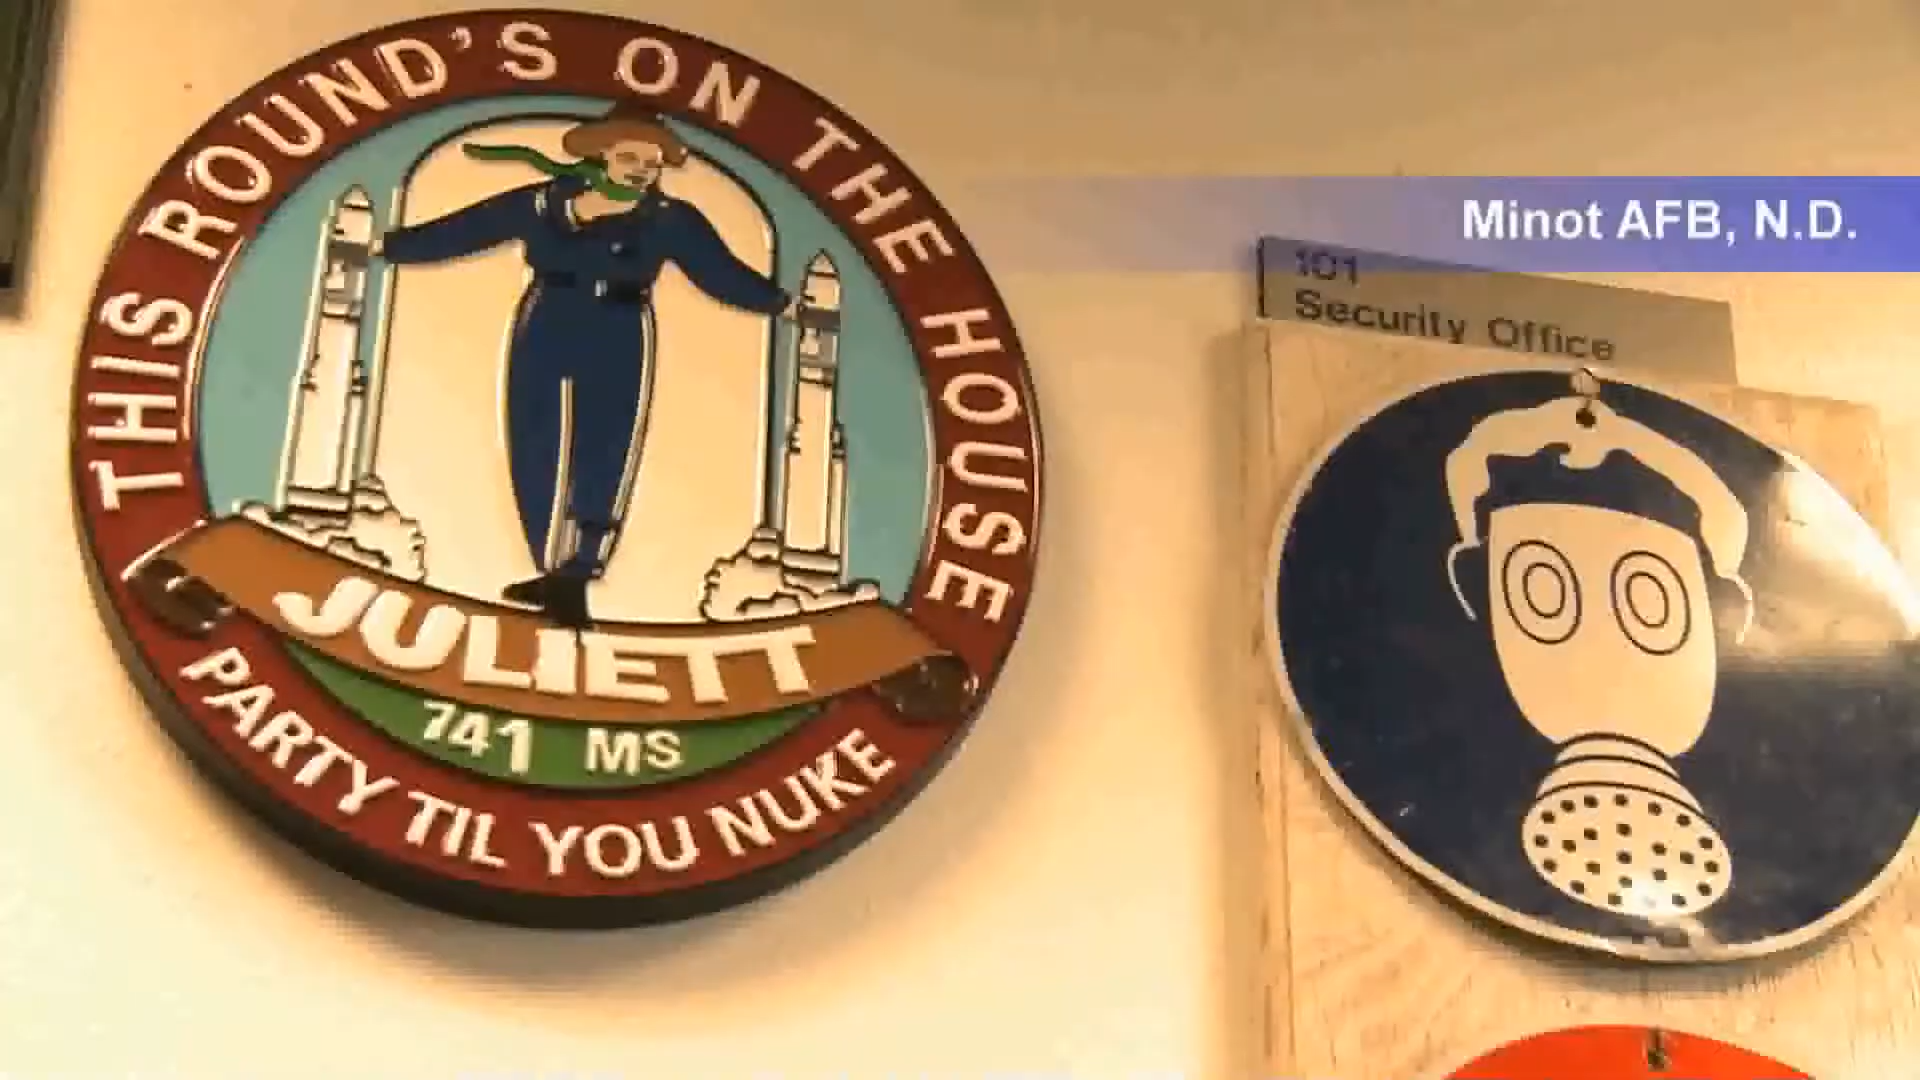 THIS ROUND'S ON THE HOUSE
JULIETT
741 MS
PARTY TIL YOU NUKE
Minot AFB, N.D.
101
Security Office